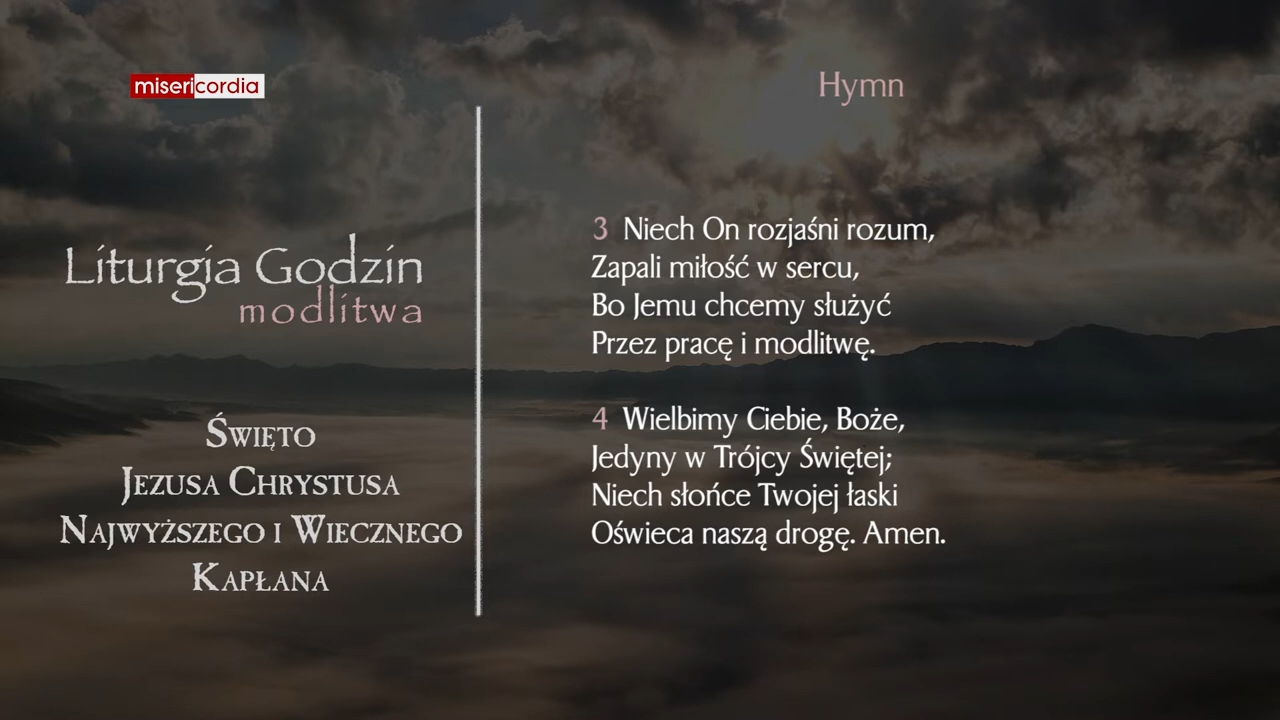 misericordia
Liturgia Godzin
modlitwa
Święto
Jezusa Chrystusa
Najwyższego i Wiecznego
Kapłana
Hymn
3 Niech On rozjaśni rozum,
Zapali miłość w sercu,
Bo Jemu chcemy służyć
Przez pracę i modlitwę.
4 Wielbimy Ciebie, Boże,
Jedyny w Trójcy Świętej;
Niech słońce Twojej łaski
Oświeca naszą drogę. Amen.